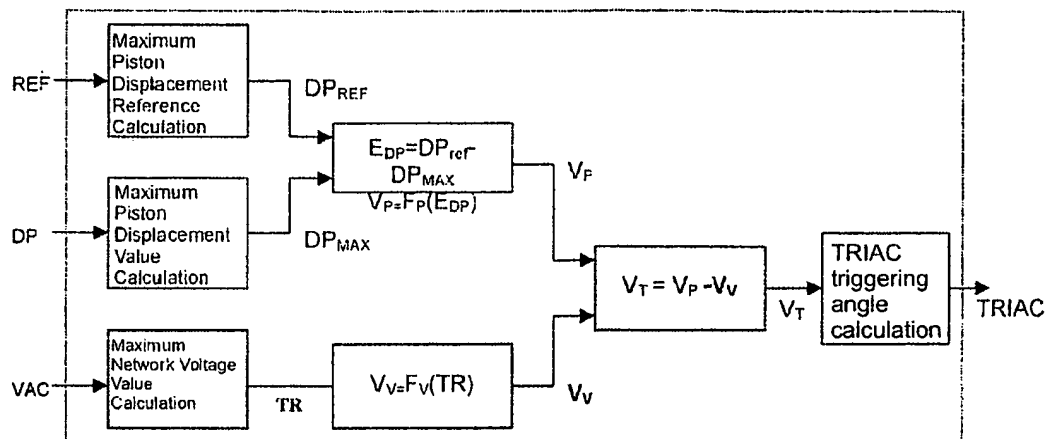 Maximum
Piston
Displacement
Reference
Calculation
REF
DP_REF
E_DP=DP_ref-
DP_MAX
V_P=F_P(E_DP)
V_P
Maximum
Piston
Displacement
Value
Calculation
DP
DP_MAX
V_T = V_P - V_V
V_T
TRIAC
triggering
angle
calculation
TRIAC
Maximum
Network Voltage
Value
Calculation
VAC
TR
V_V=F_V(TR)
V_V